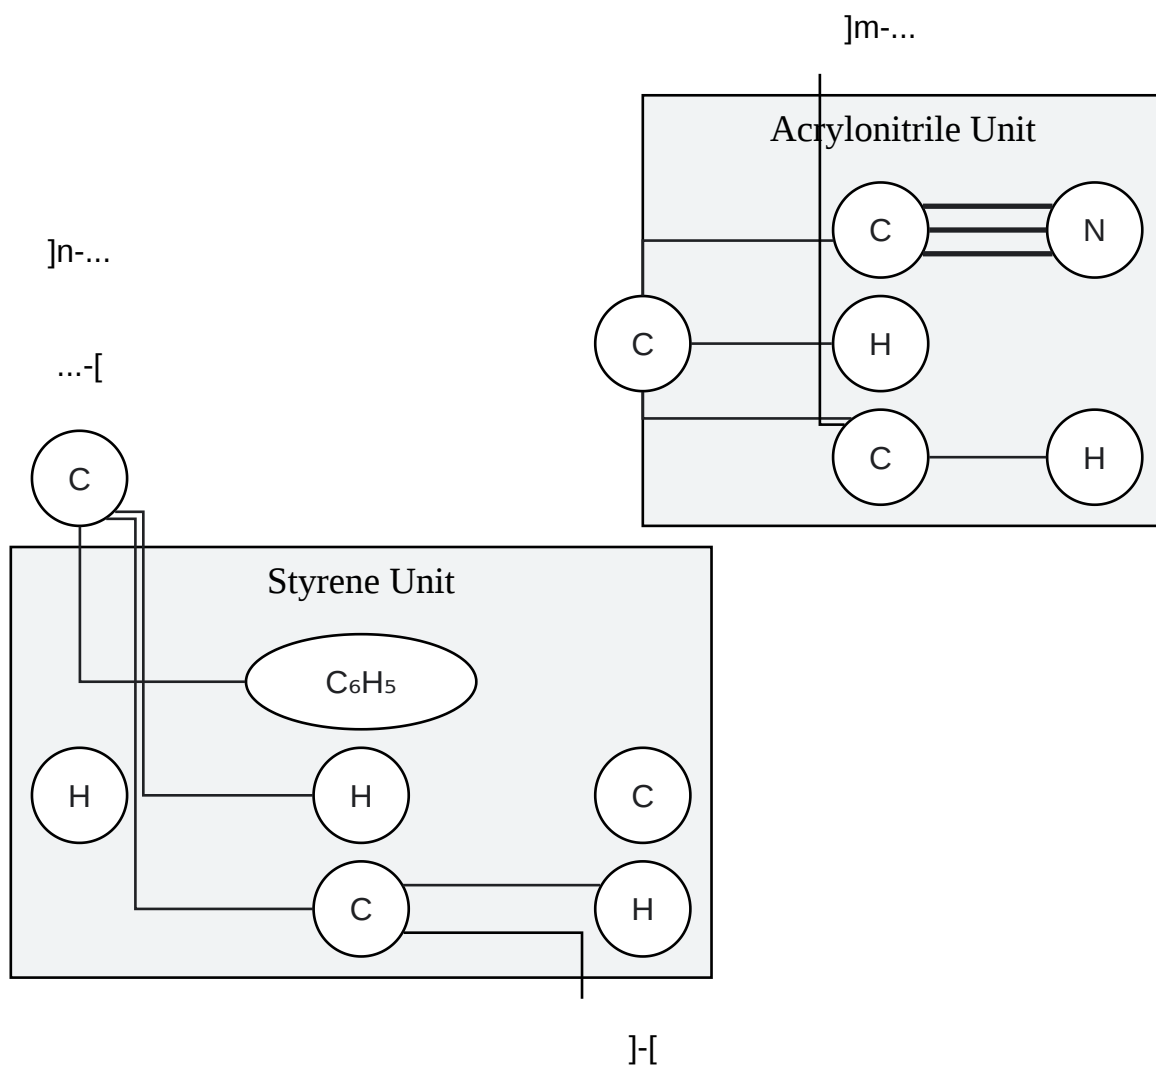 ]m-...
Acrylonitrile Unit
C N
]n-...
C H
...-[
C H
C
Styrene Unit
C₆H₅
H H C
C H
]-[